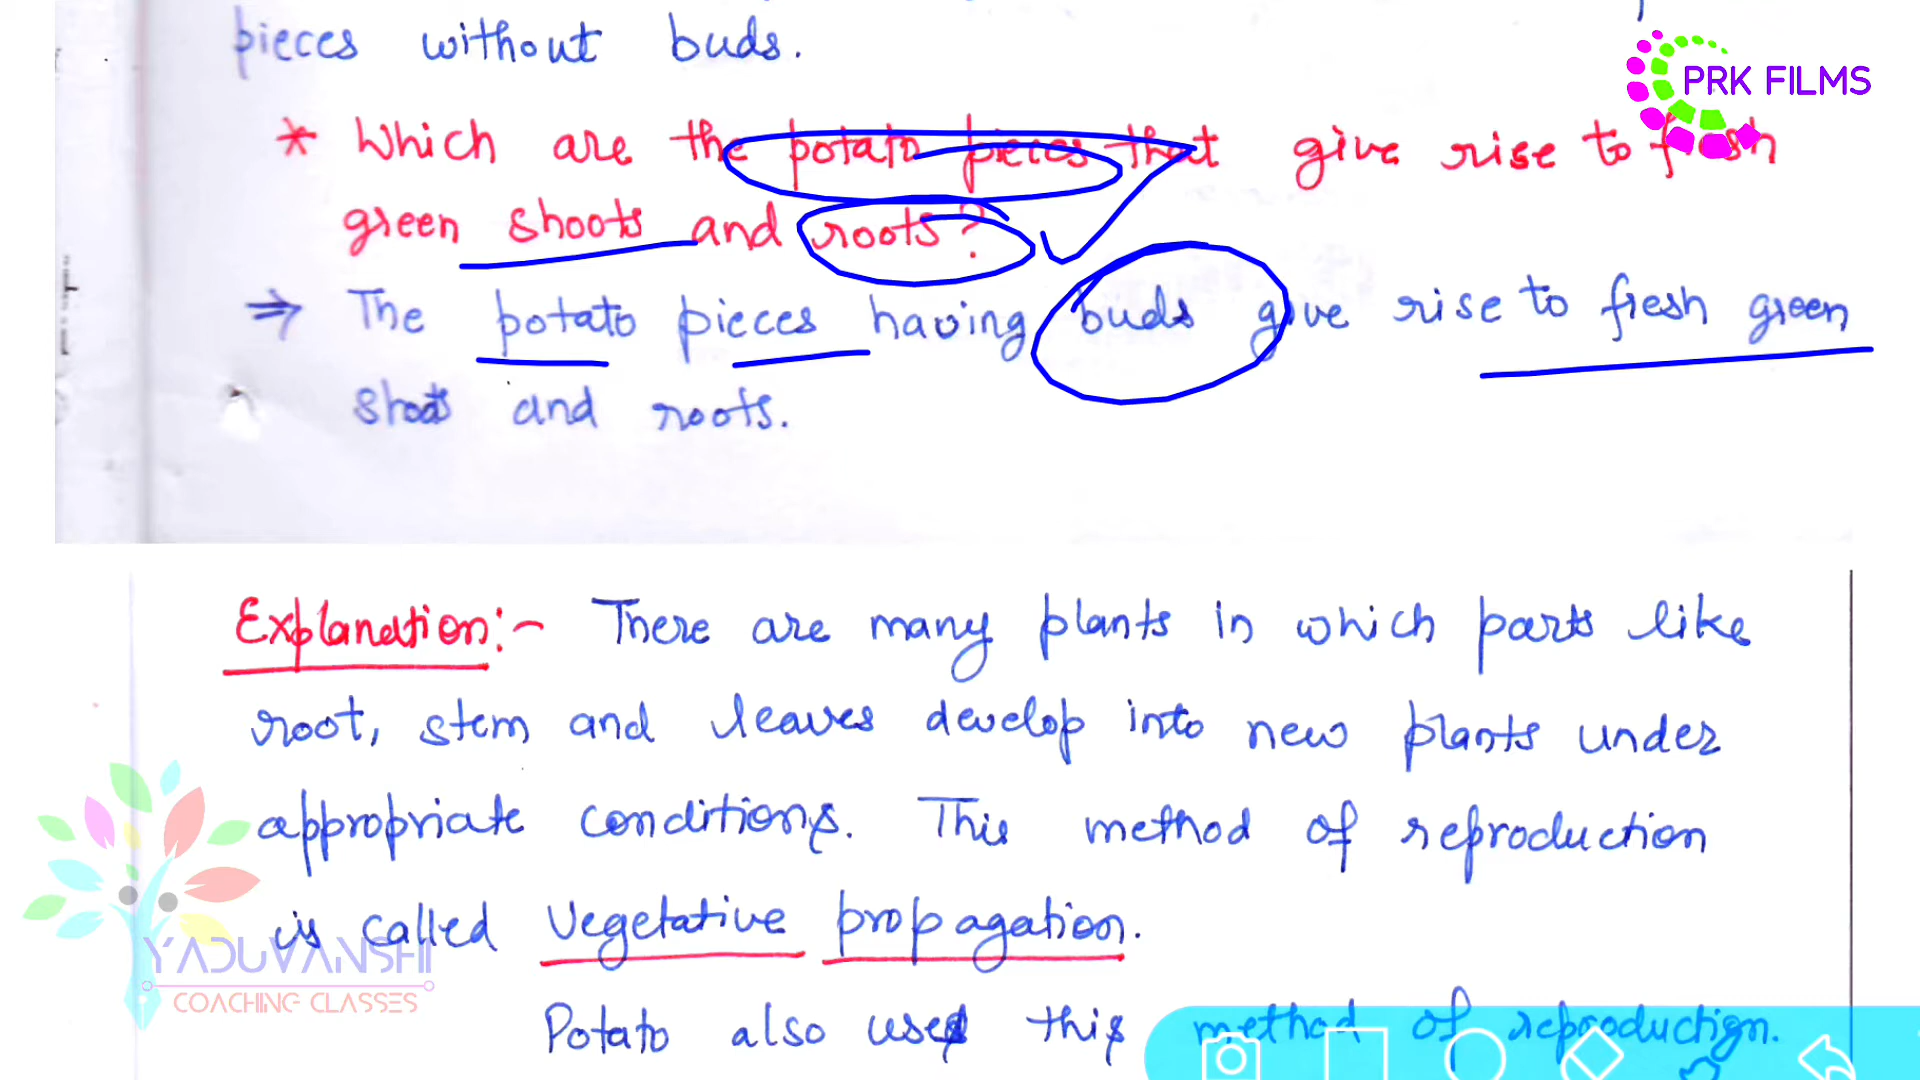 pieces without buds.
PRK FILMS
* Which are the potato pieces that give rise to fresh
green shoots and roots?
⇒ The potato pieces having buds give rise to fresh green
shoots and roots.
Explanation:- There are many plants in which parts like
root, stem and leaves develop into new plants under
appropriate conditions. This method of reproduction
is called Vegetative propagation.
YADUVANSHI
COACHING CLASSES
Potato also uses this method of reproduction.